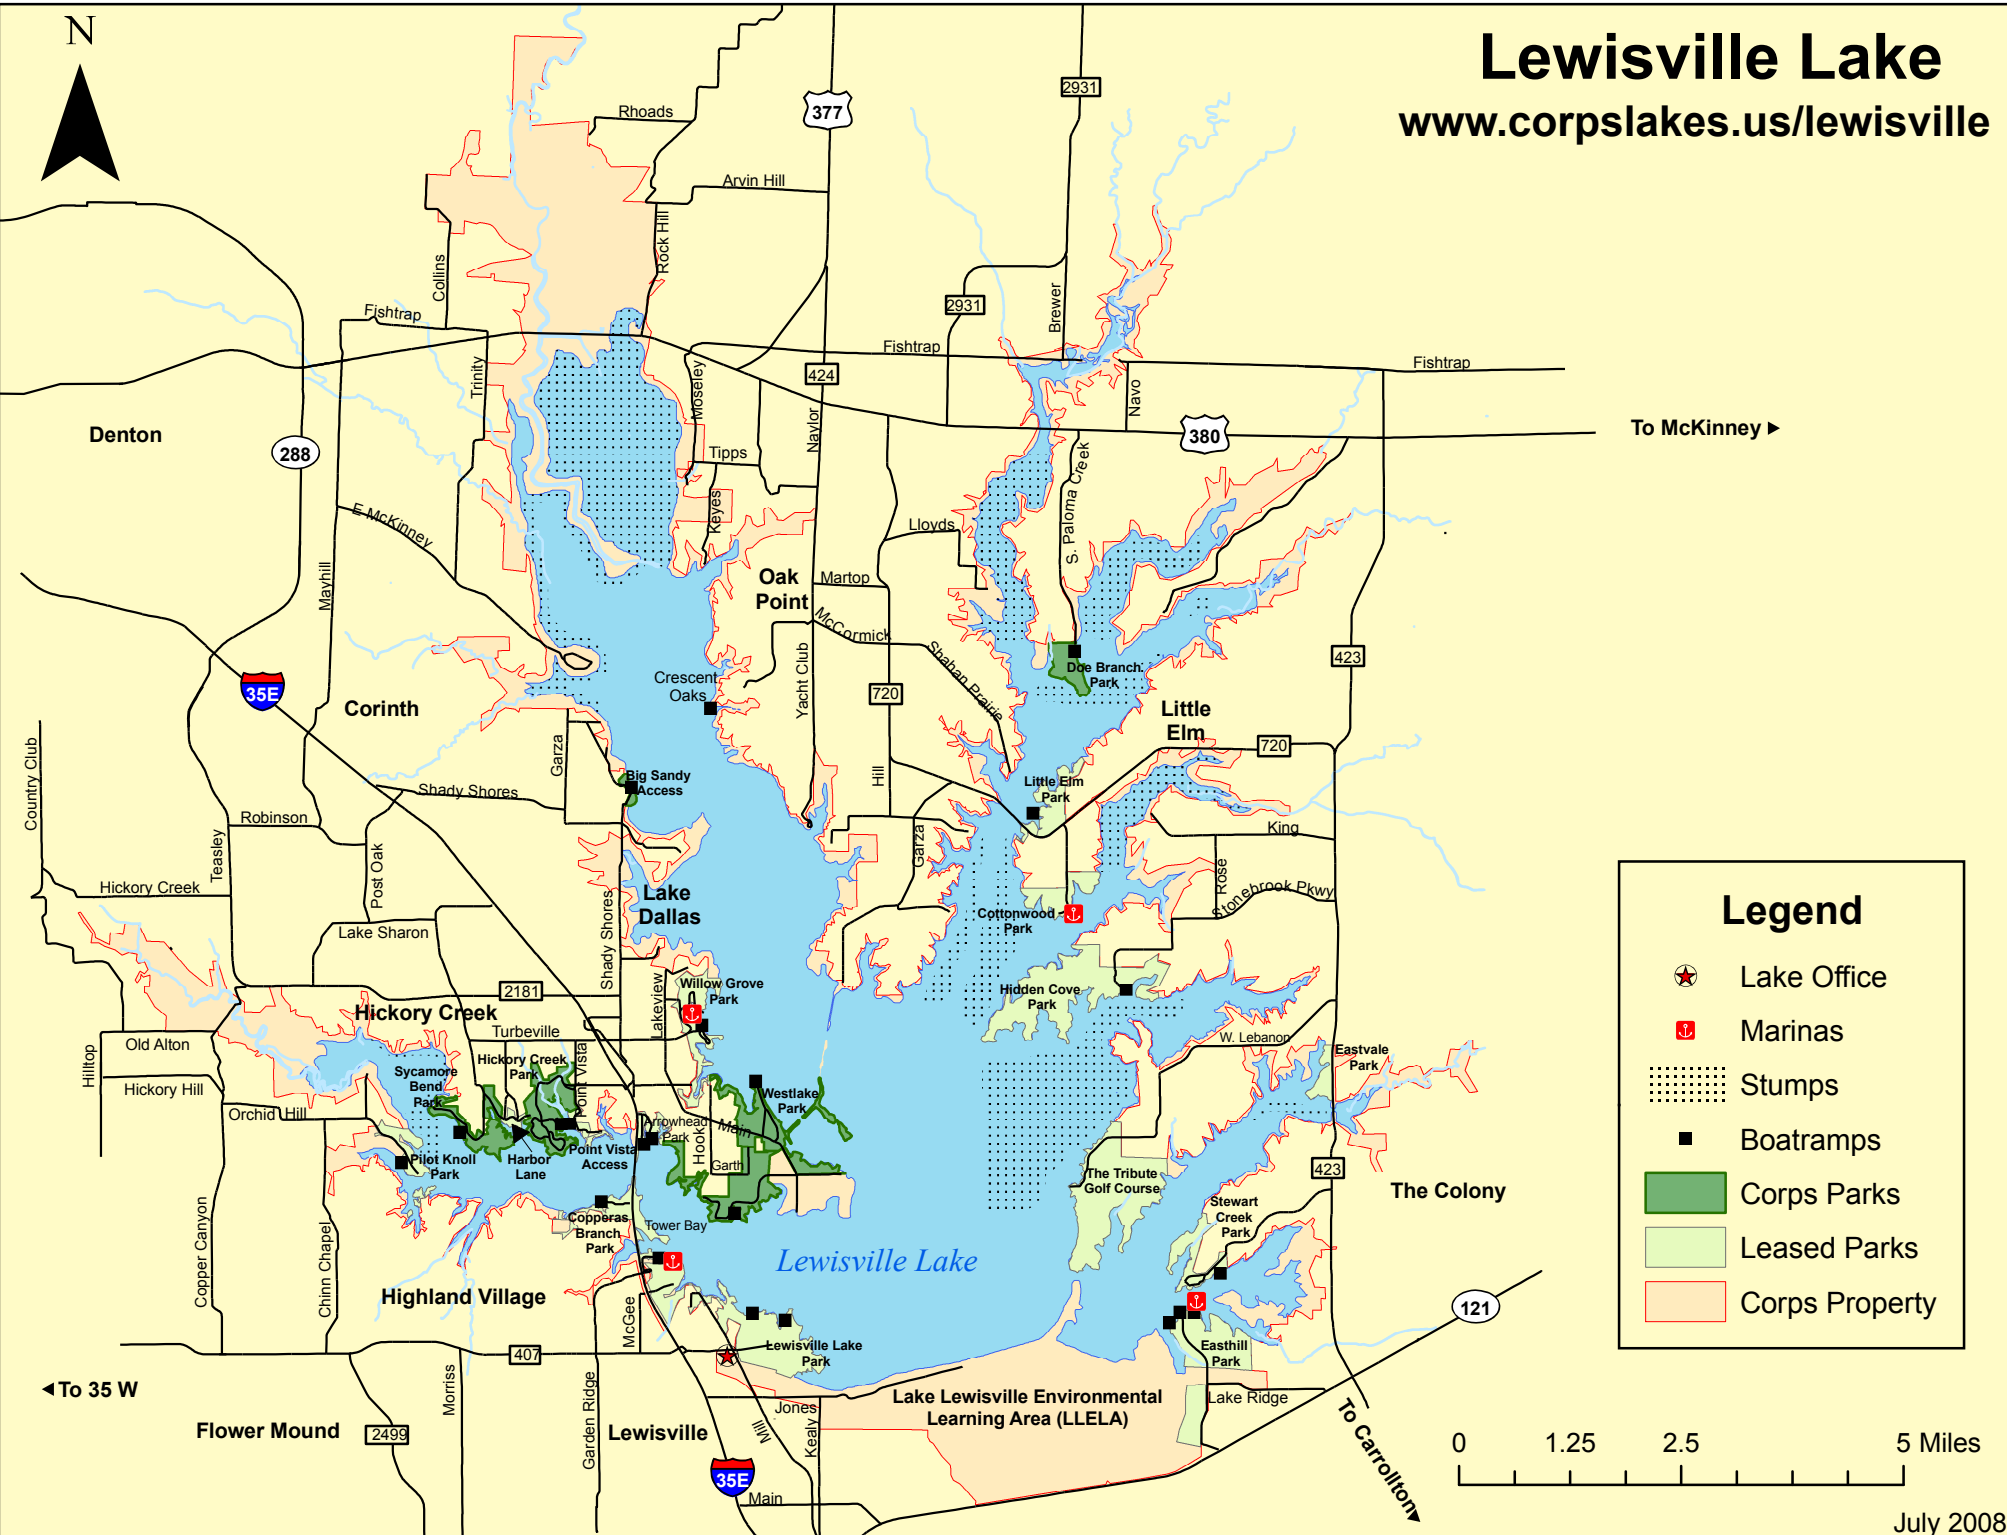 N
Lewisville Lake
www.corpslakes.us/lewisville
Rhoads
377
2931
Arvin Hill
Rock Hill
Collins
Fishtrap
2931
Brewer
Fishtrap
Fishtrap
Trinity
Moseley
424
Navo
Naylor
Denton
288
380
To McKinney
Tipps
Keyes
S. Paloma Creek
E McKinney
Lloyds
Mayhill
Oak
Point
Martop
McCormick
Shahan Prairie
Yacht Club
423
Doe Branch
Park
Crescent
Oaks
35E
720
Corinth
Little
Elm
720
Country Club
Garza
Big Sandy
Access
Hill
Little Elm
Park
Shady Shores
Robinson
Teasley
Garza
King
Post Oak
Rose
Hickory Creek
Stonebrook Pkwy
Lake
Dallas
Shady Shores
Lake Sharon
Cottonwood
Park
Legend
Lake Office
Marinas
Stumps
Boatramps
Corps Parks
Leased Parks
Corps Property
2181
Lakeview
Willow Grove
Park
Hidden Cove
Park
Hickory Creek
Turbeville
Old Alton
Hilltop
W. Lebanon
Eastvale
Park
Hickory Creek
Park
Point Vista
Sycamore
Bend
Park
Hickory Hill
Orchid Hill
Westlake
Park
Arrowhead
Park
Main
Hook
Garth
Point Vista
Access
Harbor
Lane
Pilot Knoll
Park
The Tribute
Golf Course
423
The Colony
Stewart
Creek
Park
Copper Canyon
Chinn Chapel
Copperas
Branch
Park
Tower Bay
Lewisville Lake
Highland Village
121
McGee
407
Lewisville Lake
Park
Easthill
Park
To 35 W
Morriss
Garden Ridge
Lake Lewisville Environmental
Learning Area (LLELA)
Lake Ridge
Jones
Mill
Kealy
To Carrollton
Flower Mound
2499
Lewisville
35E
Main
0 1.25 2.5 5 Miles
July 2008